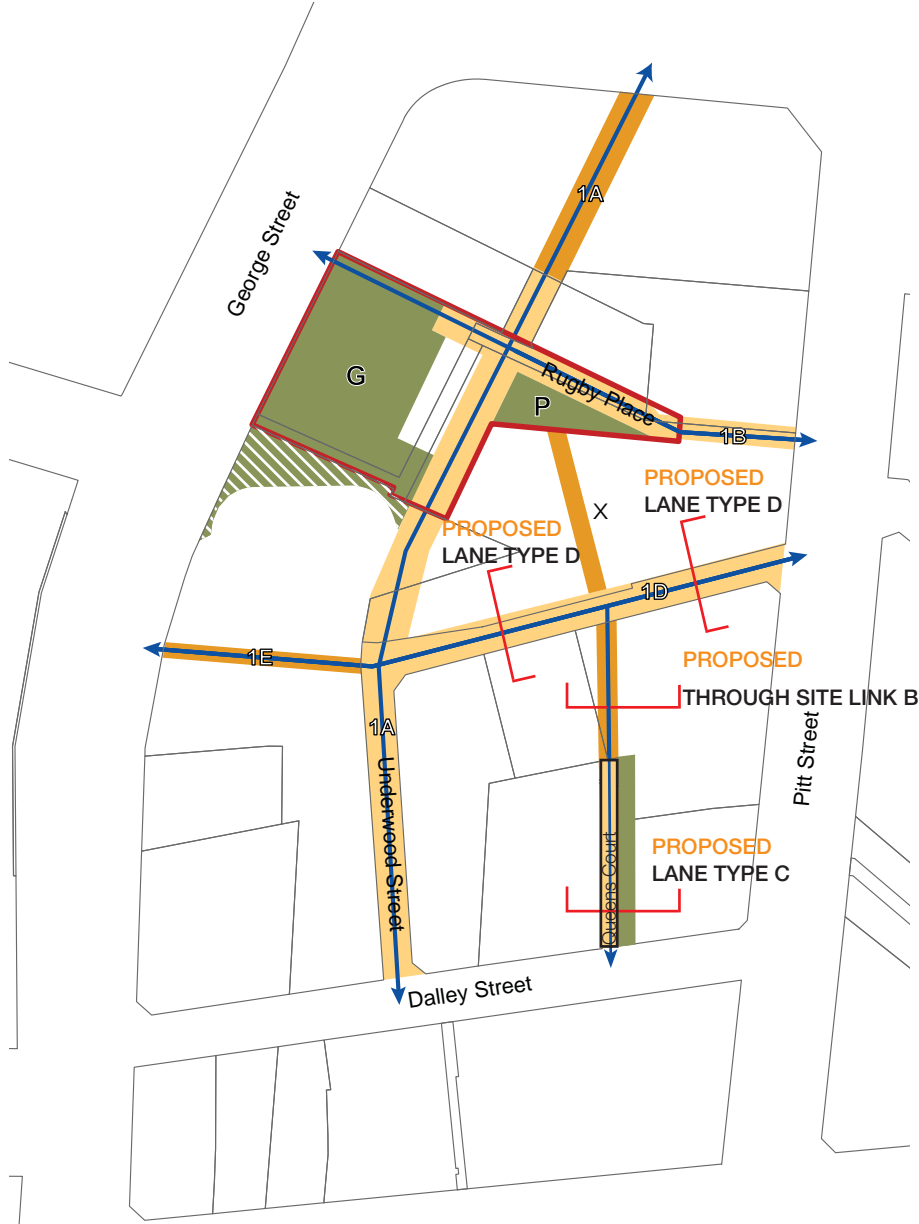 1A
George Street
G
Rugby Place
P
1B
PROPOSED
LANE TYPE D
X
PROPOSED
LANE TYPE D
1D
1E
PROPOSED
THROUGH SITE LINK B
1A
Pitt Street
Underwood Street
PROPOSED
LANE TYPE C
Queens Court
Dalley Street